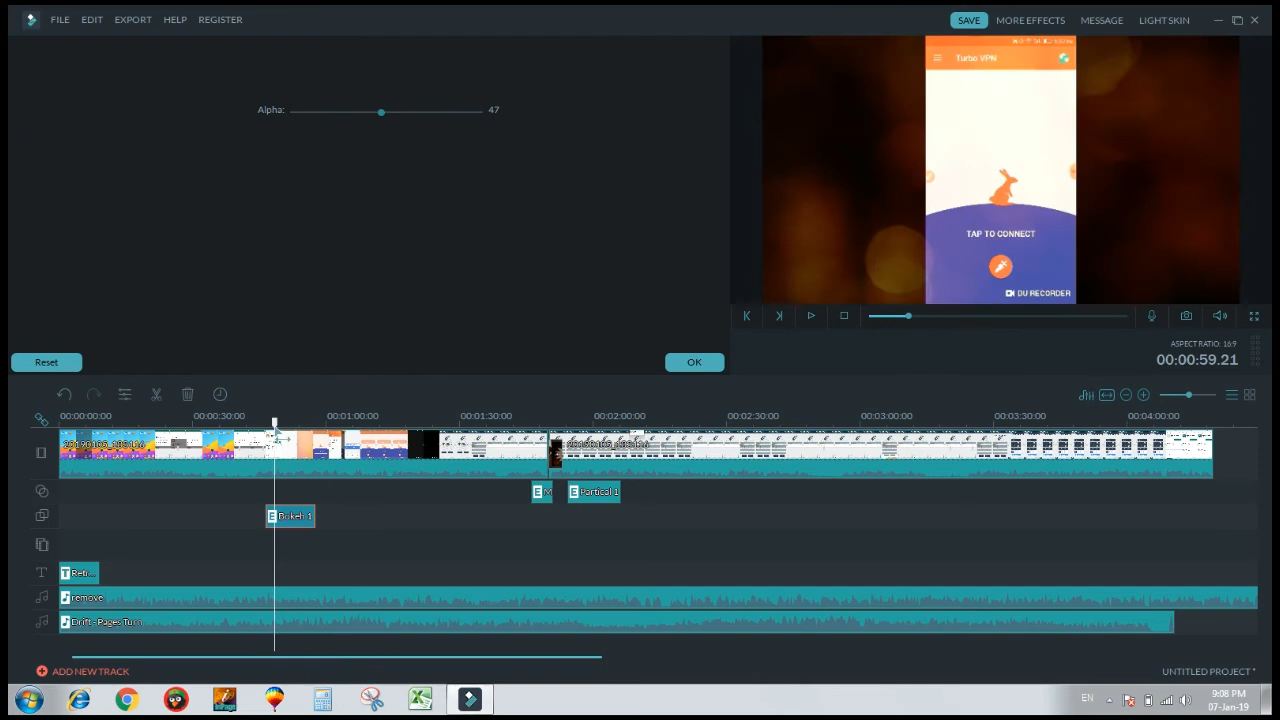 FILE EDIT EXPORT HELP REGISTER
SAVE MORE EFFECTS MESSAGE LIGHT SKIN
Turbo VPN
Alpha: 47
TAP TO CONNECT
DU RECORDER
ASPECT RATIO: 16:9
00:00:59.21
Reset OK
00:00:00:00 00:00:30:00 00:01:00:00 00:01:30:00 00:02:00:00 00:02:30:00 00:03:00:00 00:03:30:00 00:04:00:00
E M E Partical 1
E Bokeh 1
T Retr...
remove
Drift - Pages Turn
ADD NEW TRACK UNTITLED PROJECT *
EN 9:08 PM
07-Jan-19